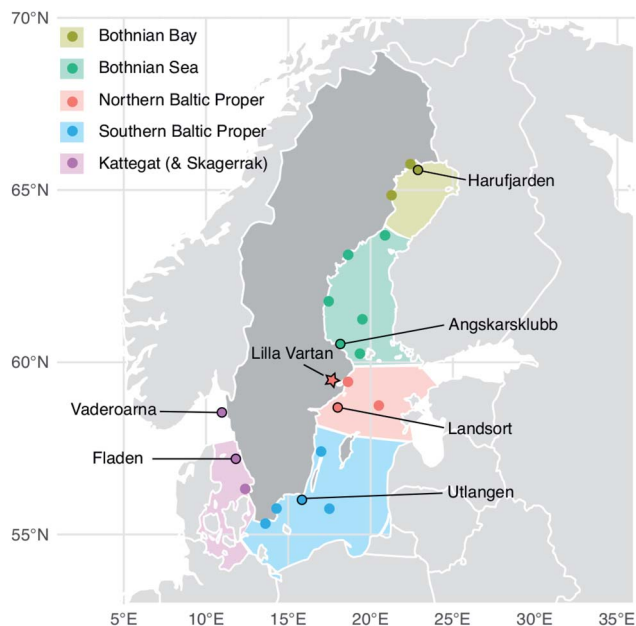 70°N
Bothnian Bay
Bothnian Sea
Northern Baltic Proper
Southern Baltic Proper
Kattegat (& Skagerrak)
65°N
Harufjarden
Angskarsklubb
60°N
Lilla Vartan
Vaderoarna
Landsort
Fladen
Utlangen
55°N
5°E 10°E 15°E 20°E 25°E 30°E 35°E